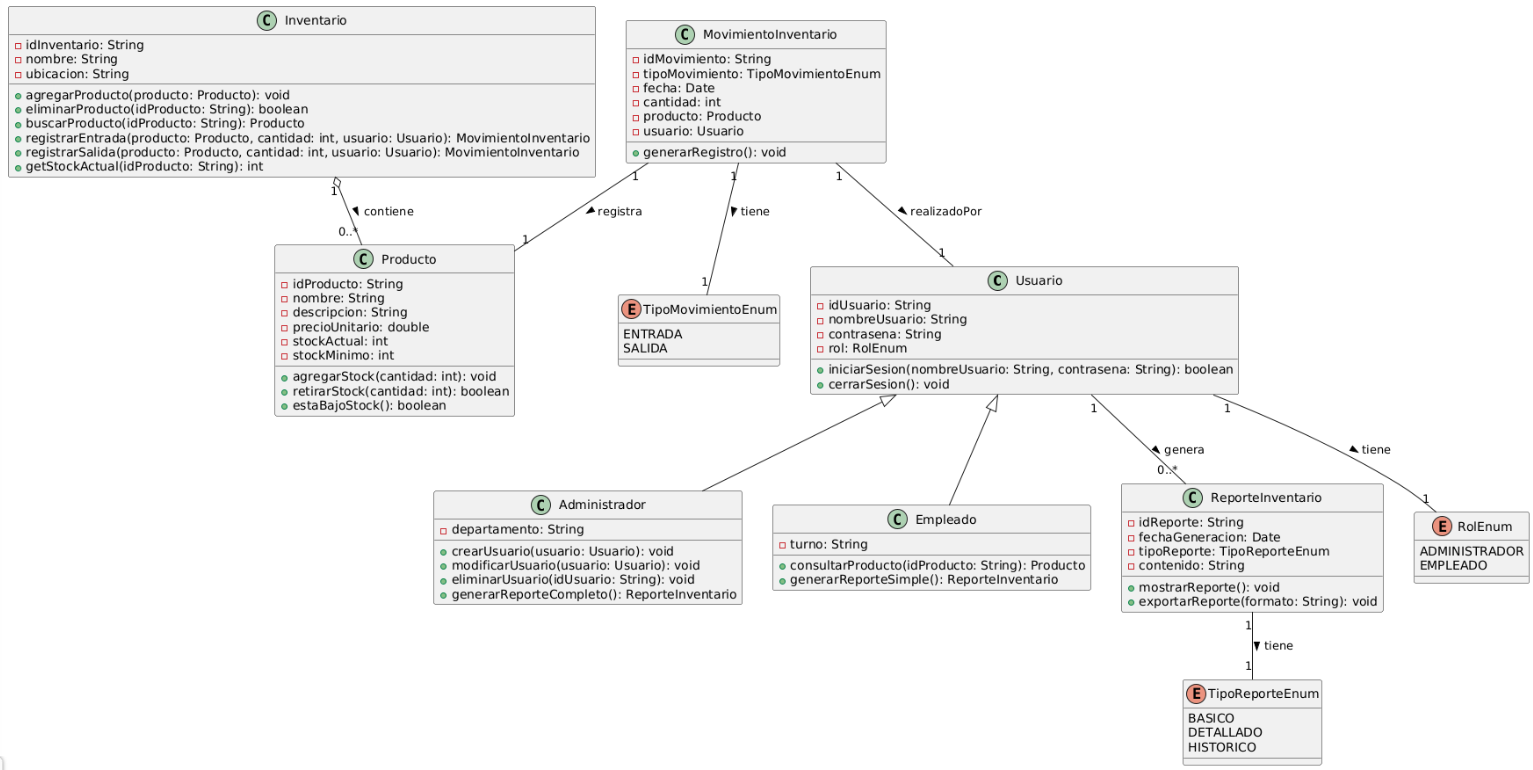 C Inventario
idInventario: String
nombre: String
ubicacion: String
agregarProducto(producto: Producto): void
eliminarProducto(idProducto: String): boolean
buscarProducto(idProducto: String): Producto
registrarEntrada(producto: Producto, cantidad: int, usuario: Usuario): MovimientoInventario
registrarSalida(producto: Producto, cantidad: int, usuario: Usuario): MovimientoInventario
getStockActual(idProducto: String): int
C MovimientoInventario
idMovimiento: String
tipoMovimiento: TipoMovimientoEnum
fecha: Date
cantidad: int
producto: Producto
usuario: Usuario
generarRegistro(): void
1
contiene
0..*
1
registra
1
1
tiene
1
1
realizadoPor
1
C Producto
idProducto: String
nombre: String
descripcion: String
precioUnitario: double
stockActual: int
stockMinimo: int
agregarStock(cantidad: int): void
retirarStock(cantidad: int): boolean
estaBajoStock(): boolean
E TipoMovimientoEnum
ENTRADA
SALIDA
C Usuario
idUsuario: String
nombreUsuario: String
contrasena: String
rol: RolEnum
iniciarSesion(nombreUsuario: String, contrasena: String): boolean
cerrarSesion(): void
1
genera
0..*
1
tiene
1
C Administrador
departamento: String
crearUsuario(usuario: Usuario): void
modificarUsuario(usuario: Usuario): void
eliminarUsuario(idUsuario: String): void
generarReporteCompleto(): ReporteInventario
C Empleado
turno: String
consultarProducto(idProducto: String): Producto
generarReporteSimple(): ReporteInventario
C ReporteInventario
idReporte: String
fechaGeneracion: Date
tipoReporte: TipoReporteEnum
contenido: String
mostrarReporte(): void
exportarReporte(formato: String): void
E RolEnum
ADMINISTRADOR
EMPLEADO
1
tiene
1
E TipoReporteEnum
BASICO
DETALLADO
HISTORICO